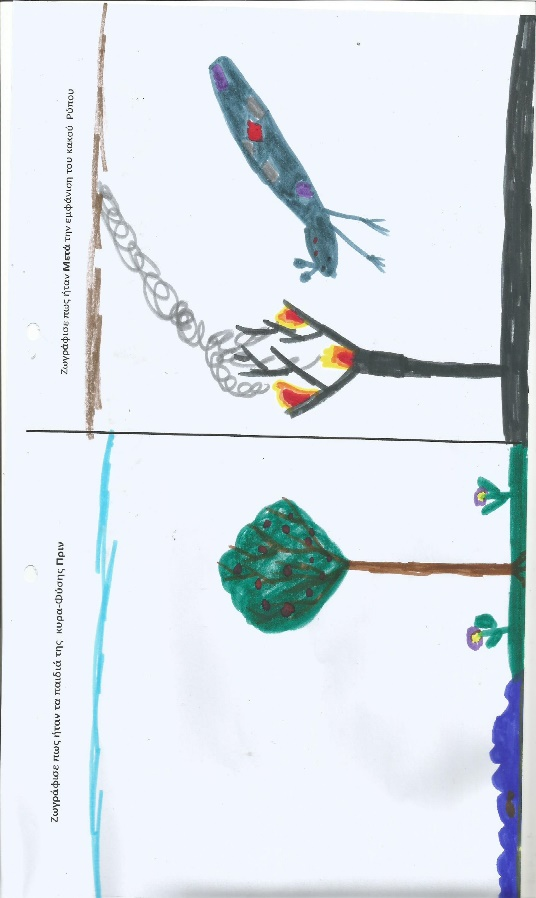 Ζωγράφισε πως ήταν τα παιδιά της κυρα-Φύσης Πριν
Ζωγράφισε πως ήταν Μετά την εμφάνιση του κακού Ρύπου